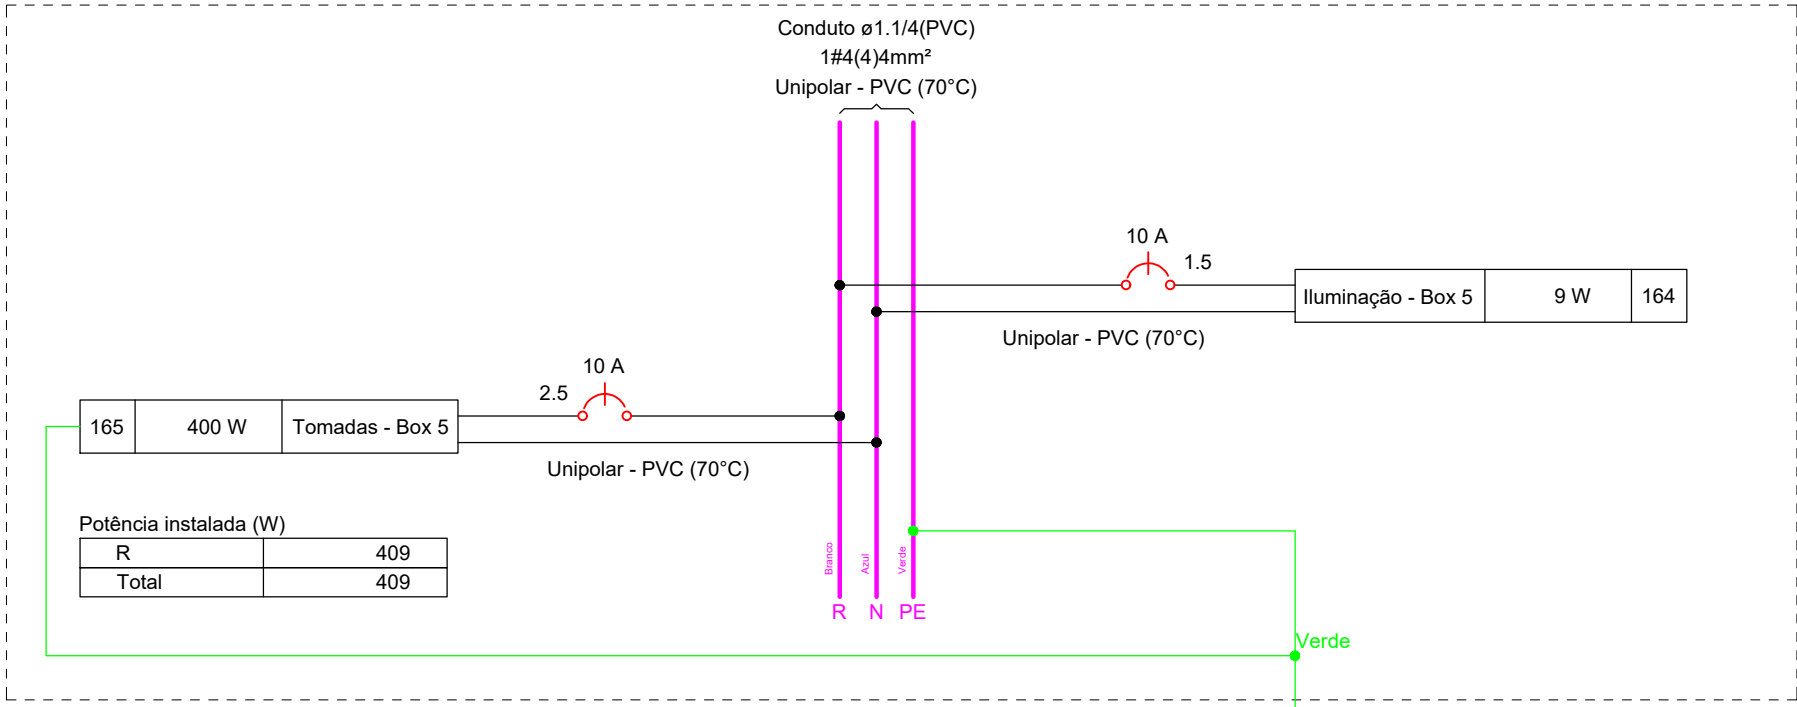 Conduto ø1.1/4(PVC)
1#4(4)4mm²
Unipolar - PVC (70°C)
10 A
1.5
Iluminação - Box 5 9 W 164
Unipolar - PVC (70°C)
10 A
2.5
165 400 W Tomadas - Box 5
Unipolar - PVC (70°C)
Potência instalada (W)
R 409
Total 409
Branco
Azul
Verde
R N PE
Verde